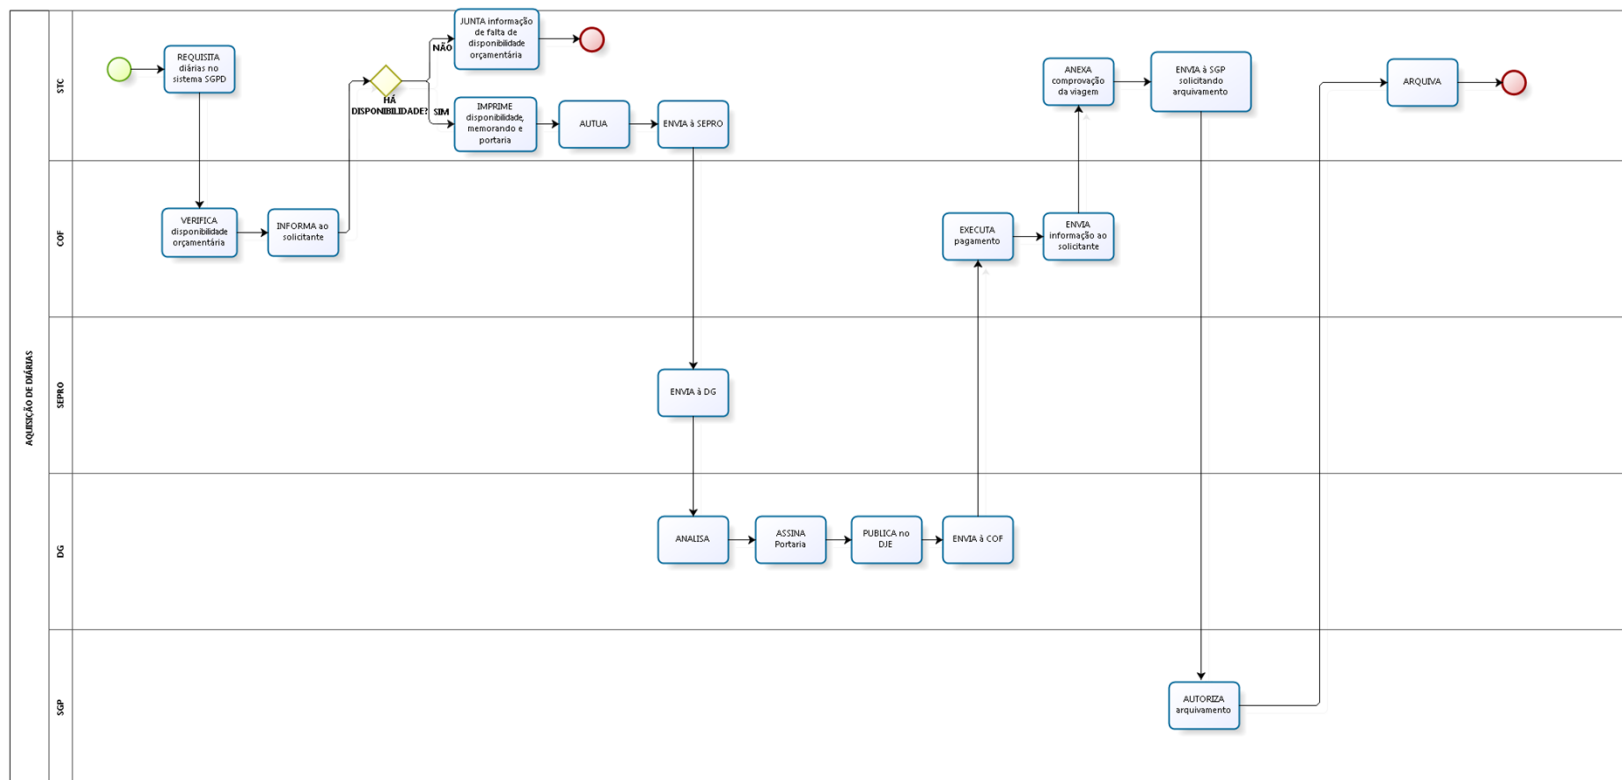 AQUISIÇÃO DE DIÁRIAS
STC
REQUISITA
diárias no
sistema SGPD
HÁ
DISPONIBILIDADE?
NÃO
JUNTA informação
de falta de
disponibilidade
orçamentária
SIM
IMPRIME
disponibilidade,
memorando e
portaria
AUTUA
ENVIA à SEPRO
ANEXA
comprovação
da viagem
ENVIA à SGP
solicitando
arquivamento
ARQUIVA
COF
VERIFICA
disponibilidade
orçamentária
INFORMA ao
solicitante
EXECUTA
pagamento
ENVIA
informação ao
solicitante
SEPRO
ENVIA à DG
DG
ANALISA
ASSINA
Portaria
PUBLICA no
DJE
ENVIA à COF
SGP
AUTORIZA
arquivamento